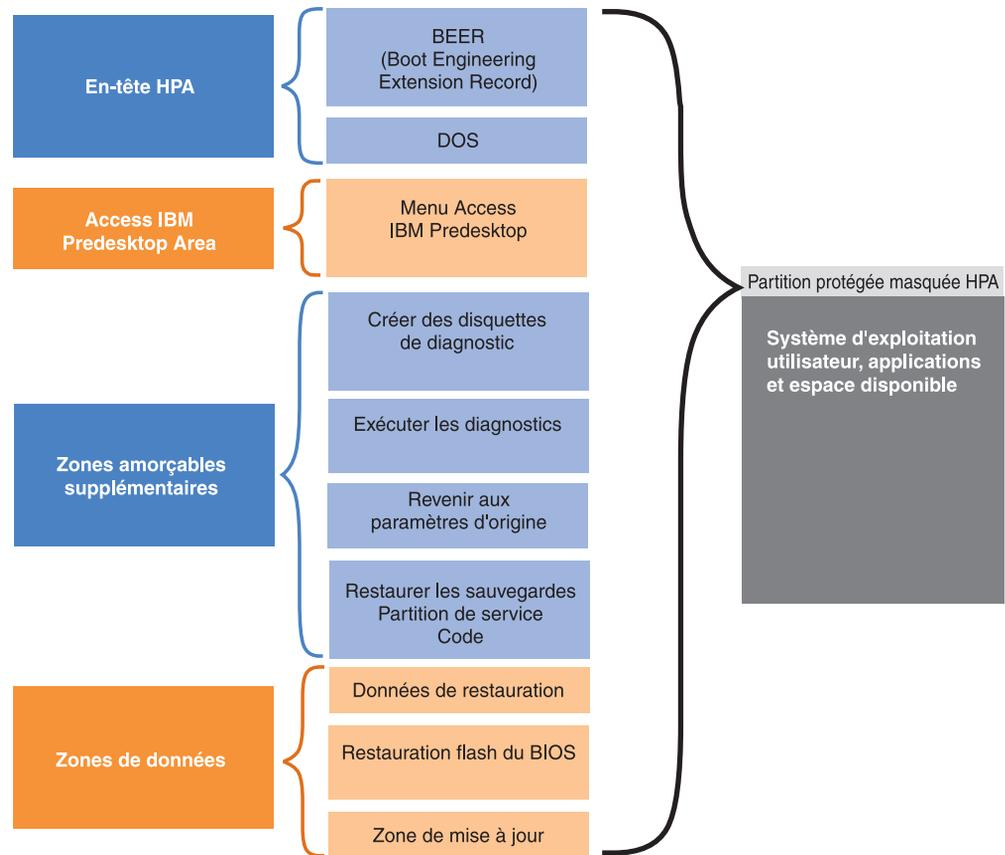 En-tête HPA
BEER
(Boot Engineering
Extension Record)
DOS
Access IBM
Predesktop Area
Menu Access
IBM Predesktop
Zones amorçables
supplémentaires
Créer des disquettes
de diagnostic
Exécuter les diagnostics
Revenir aux
paramètres d'origine
Restaurer les sauvegardes
Partition de service
Code
Zones de données
Données de restauration
Restauration flash du BIOS
Zone de mise à jour
Partition protégée masquée HPA
Système d'exploitation
utilisateur, applications
et espace disponible